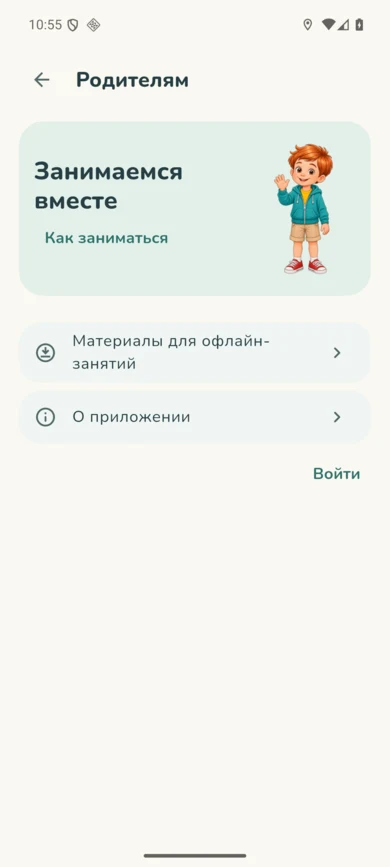 10:55
Родителям
Занимаемся
вместе
Как заниматься
Материалы для офлайн-
занятий
О приложении
Войти